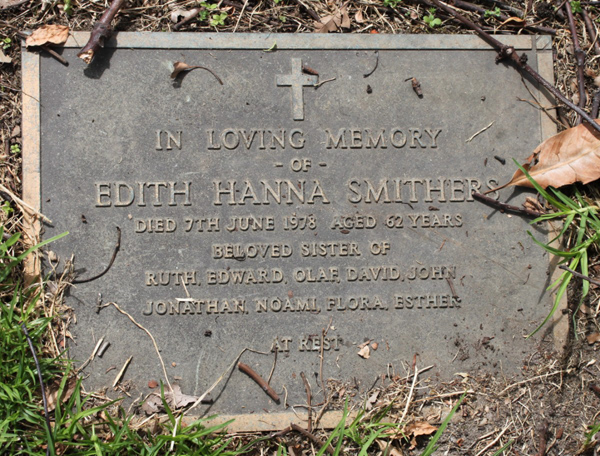 IN LOVING MEMORY
- OF -
EDITH HANNA SMITHERS
DIED 7TH JUNE 1978 AGED 62 YEARS
BELOVED SISTER OF
RUTH, EDWARD, OLAF, DAVID, JOHN
JONATHAN, NOAMI, FLORA, ESTHER
AT REST